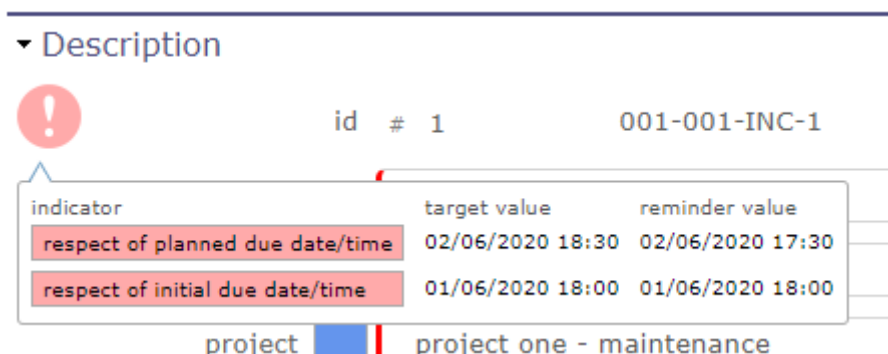 Description
id # 1 001-001-INC-1
indicator target value reminder value
respect of planned due date/time 02/06/2020 18:30 02/06/2020 17:30
respect of initial due date/time 01/06/2020 18:00 01/06/2020 18:00
project project one - maintenance